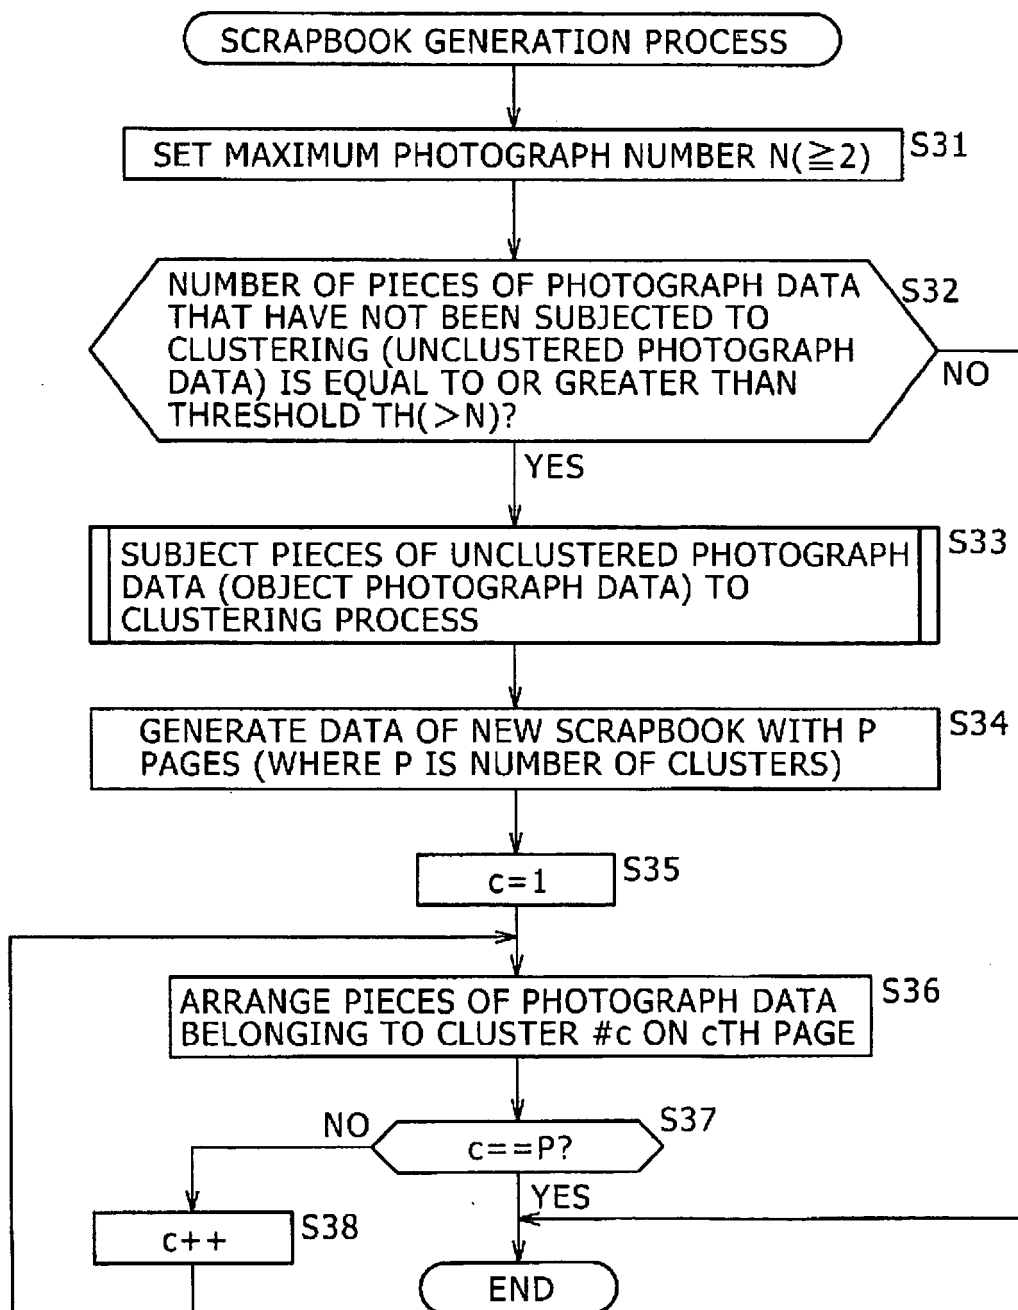 SCRAPBOOK GENERATION PROCESS
SET MAXIMUM PHOTOGRAPH NUMBER N(≧2)
S31
NUMBER OF PIECES OF PHOTOGRAPH DATA
THAT HAVE NOT BEEN SUBJECTED TO
CLUSTERING (UNCLUSTERED PHOTOGRAPH
DATA) IS EQUAL TO OR GREATER THAN
THRESHOLD TH(>N)?
S32
NO
YES
SUBJECT PIECES OF UNCLUSTERED PHOTOGRAPH
DATA (OBJECT PHOTOGRAPH DATA) TO
CLUSTERING PROCESS
S33
GENERATE DATA OF NEW SCRAPBOOK WITH P
PAGES (WHERE P IS NUMBER OF CLUSTERS)
S34
c=1
S35
ARRANGE PIECES OF PHOTOGRAPH DATA
BELONGING TO CLUSTER #c ON cTH PAGE
S36
NO
c==P?
S37
YES
c++
S38
END